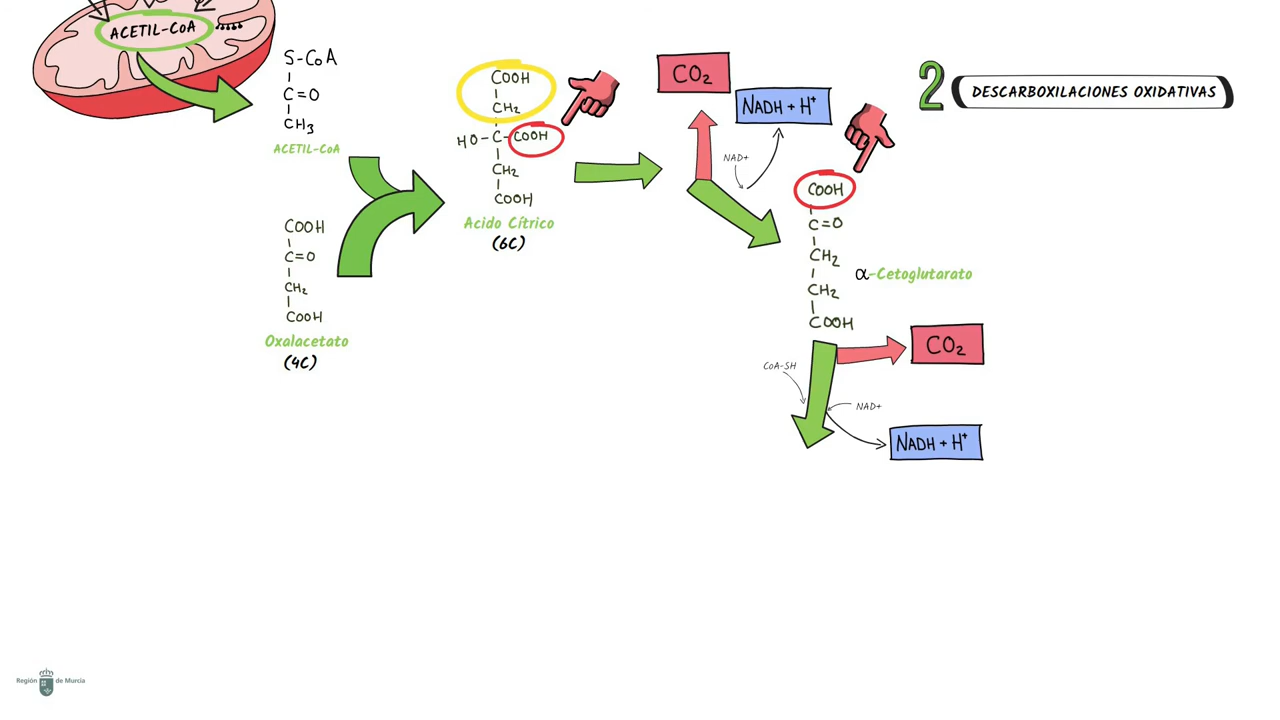 ACETIL-CoA
S-CoA
C=O
CH3
ACETIL-CoA
COOH
C=O
CH2
COOH
Oxalacetato
(4C)
COOH
CH2
HO-C-COOH
CH2
COOH
Acido Cítrico
(6C)
CO2
NADH + H+
NAD+
2 DESCARBOXILACIONES OXIDATIVAS
COOH
C=O
CH2
CH2
COOH
α-Cetoglutarato
CO2
CoA-SH
NAD+
NADH + H+
Región de Murcia